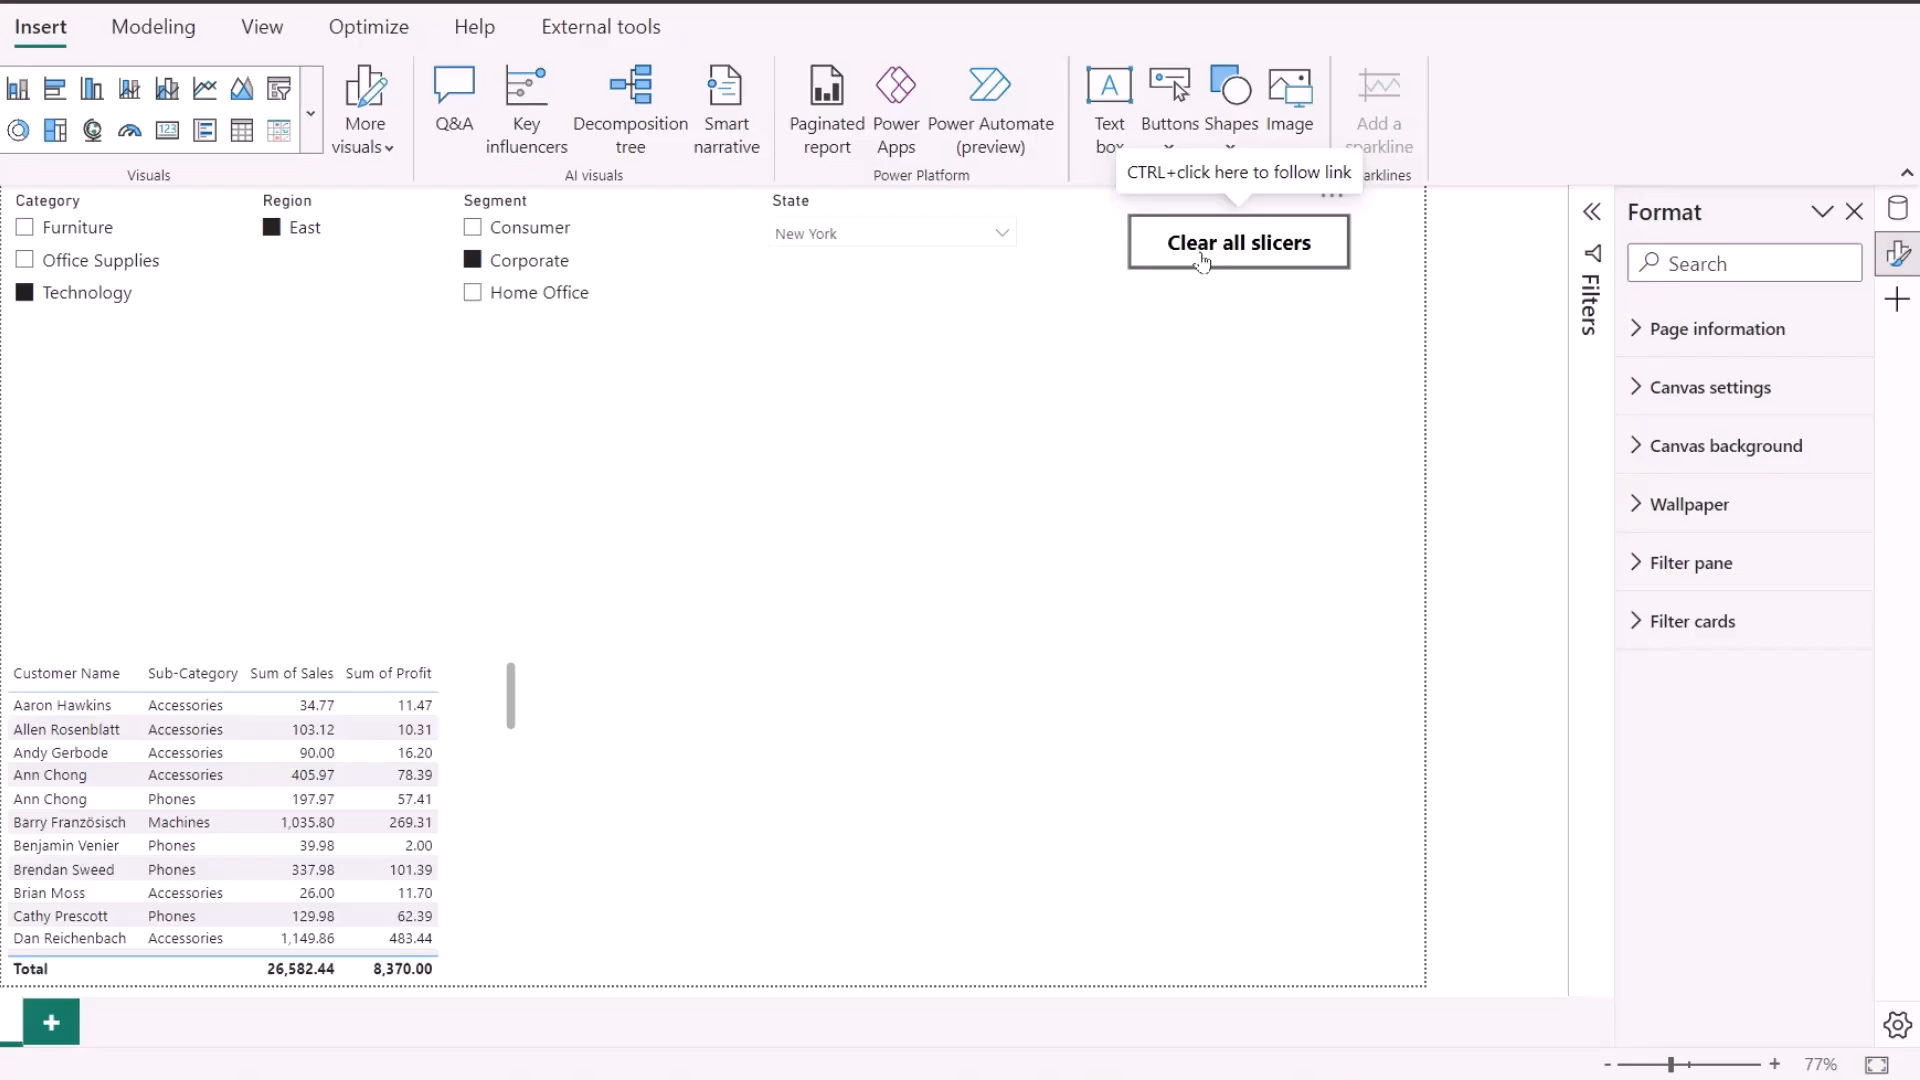 Insert Modeling View Optimize Help External tools
More
visuals
Q&A
Key
influencers
Decomposition
tree
Smart
narrative
Paginated
report
Power
Apps
Power Automate
(preview)
A
Text
box
Buttons
Shapes
Image
Add a
sparkline
123
Visuals AI visuals Power Platform arklines
CTRL+click here to follow link
Category
Furniture
Office Supplies
Technology
Region
East
Segment
Consumer
Corporate
Home Office
State
New York
Clear all slicers
Filters
Format
Search
Page information
Canvas settings
Canvas background
Wallpaper
Filter pane
Filter cards
Customer Name Sub-Category Sum of Sales Sum of Profit
Aaron Hawkins Accessories 34.77 11.47
Allen Rosenblatt Accessories 103.12 10.31
Andy Gerbode Accessories 90.00 16.20
Ann Chong Accessories 405.97 78.39
Ann Chong Phones 197.97 57.41
Barry Französisch Machines 1,035.80 269.31
Benjamin Venier Phones 39.98 2.00
Brendan Sweed Phones 337.98 101.39
Brian Moss Accessories 26.00 11.70
Cathy Prescott Phones 129.98 62.39
Dan Reichenbach Accessories 1,149.86 483.44
Total 26,582.44 8,370.00
+
- + 77%